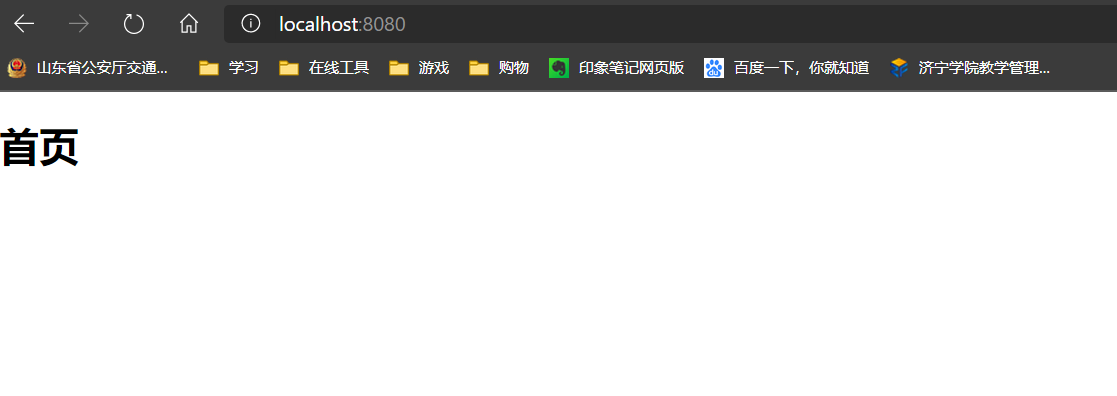 localhost:8080
山东省公安厅交通... 学习 在线工具 游戏 购物 印象笔记网页版 百度一下，你就知道 济宁学院教学管理...
首页